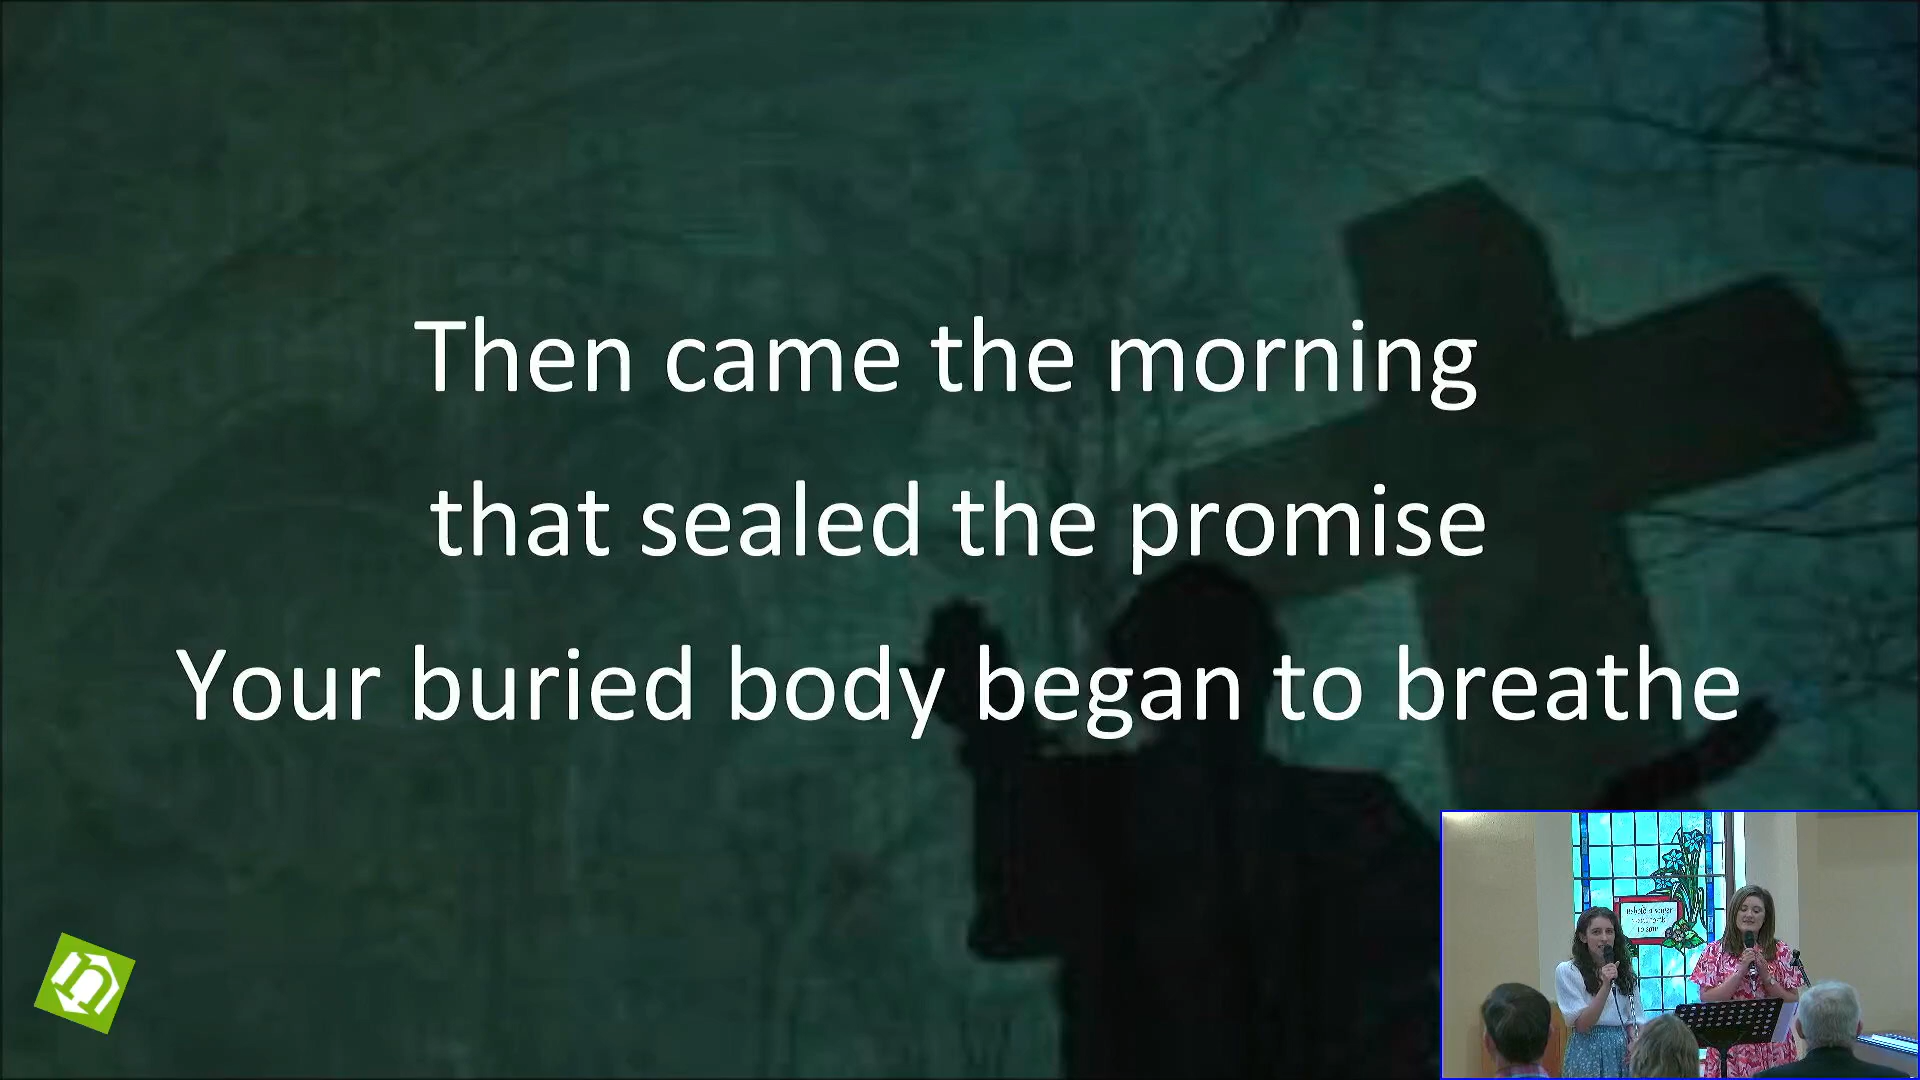 Then came the morning
that sealed the promise
Your buried body began to breathe